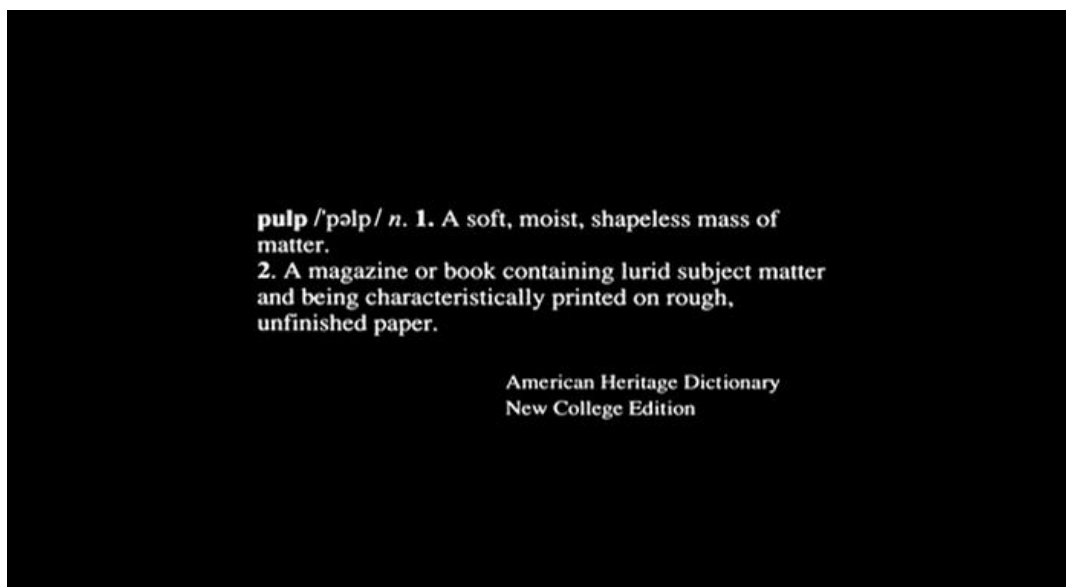 pulp /'pəlp/ n. 1. A soft, moist, shapeless mass of
matter.
2. A magazine or book containing lurid subject matter
and being characteristically printed on rough,
unfinished paper.
American Heritage Dictionary
New College Edition